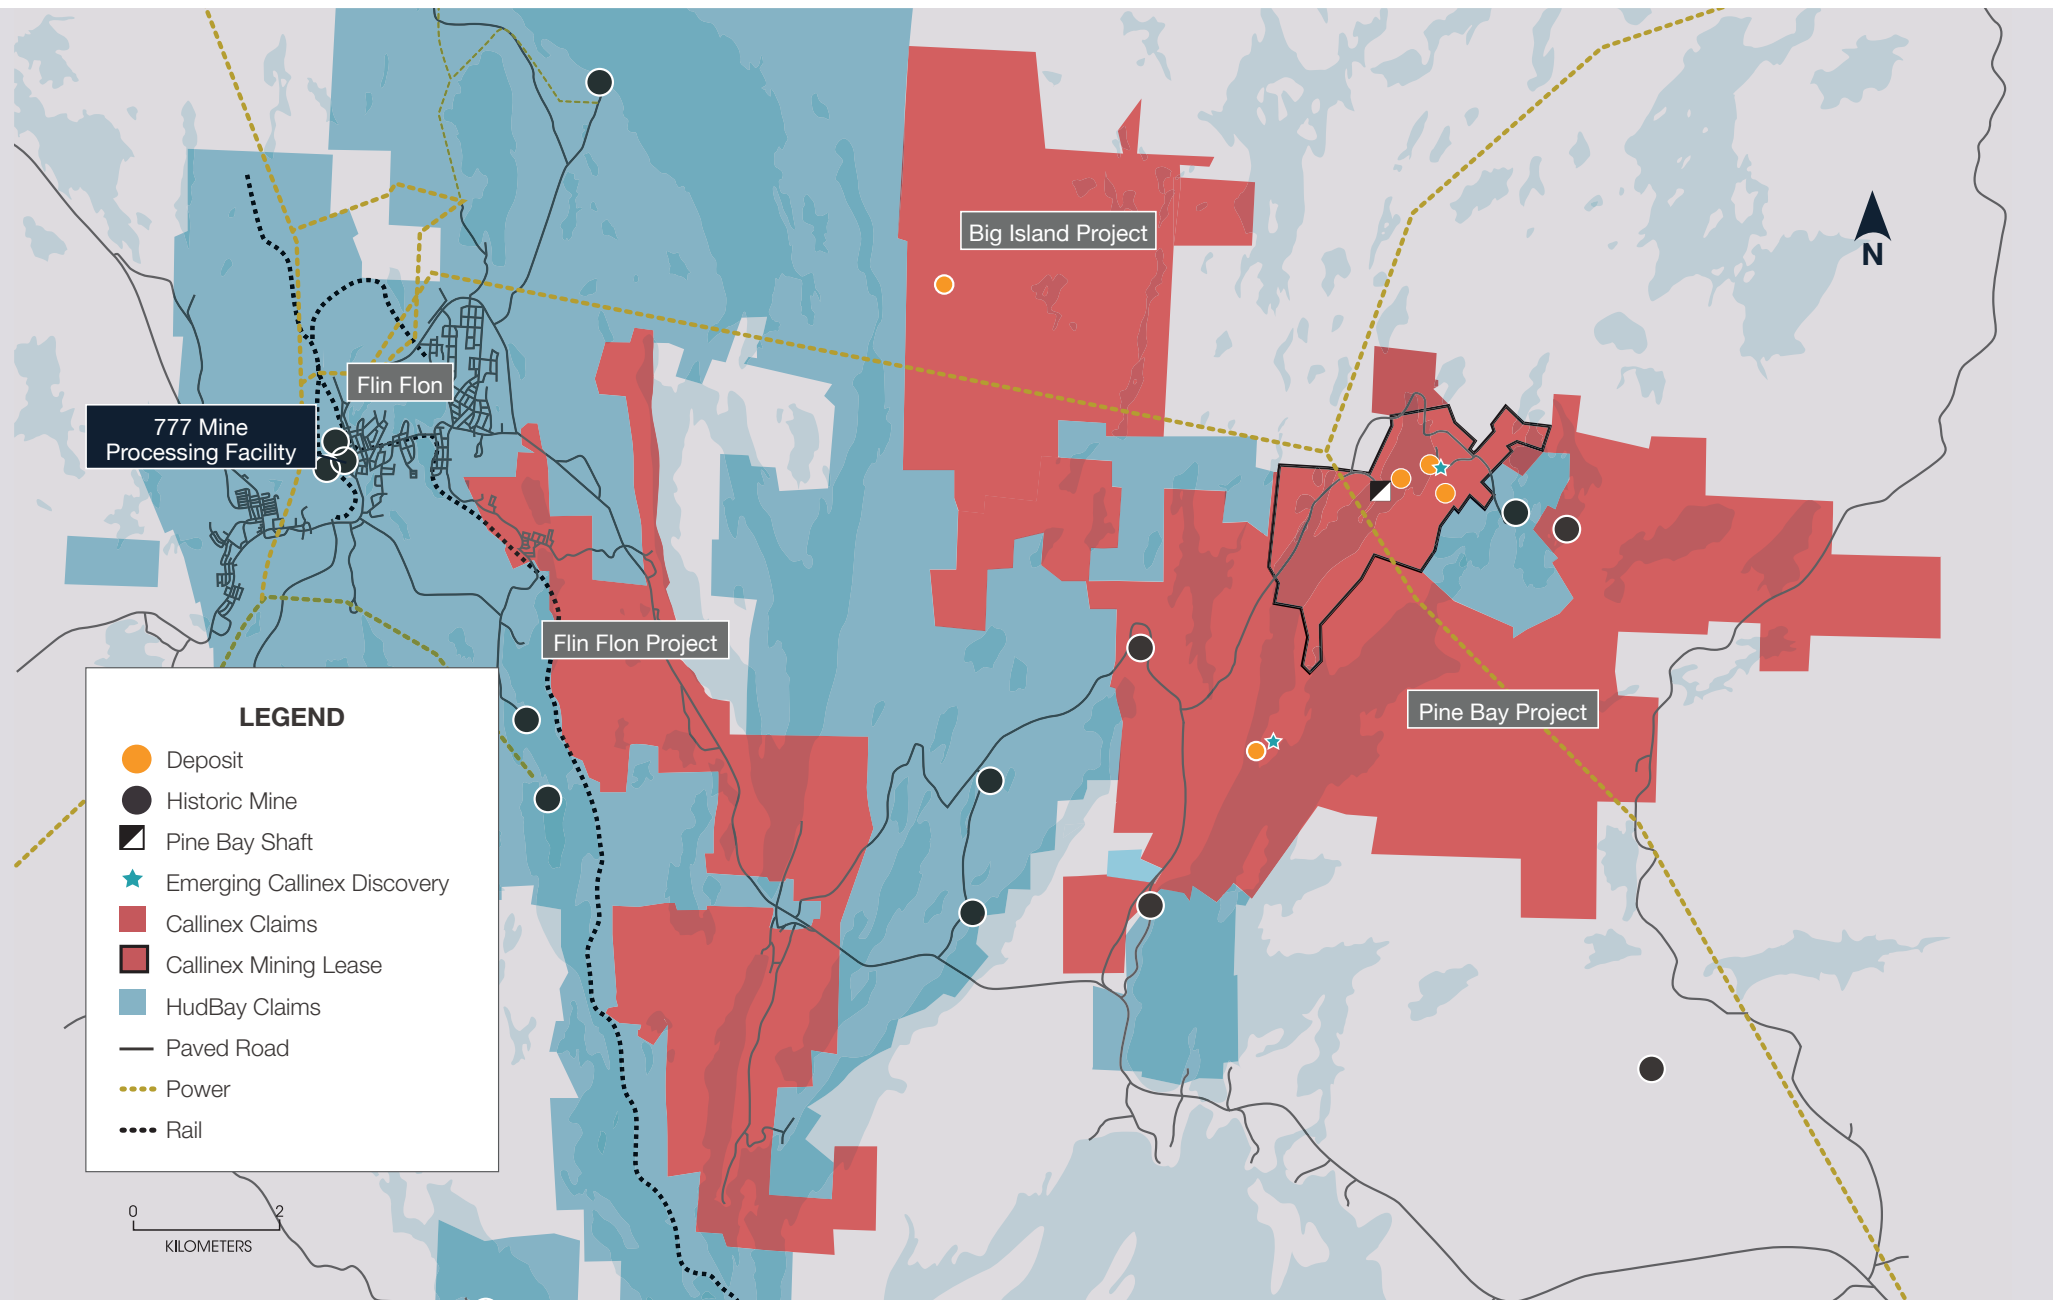 Big Island Project
N
Flin Flon
777 Mine
Processing Facility
Flin Flon Project
Pine Bay Project
LEGEND
Deposit
Historic Mine
Pine Bay Shaft
Emerging Callinex Discovery
Callinex Claims
Callinex Mining Lease
HudBay Claims
Paved Road
Power
Rail
0 2
KILOMETERS